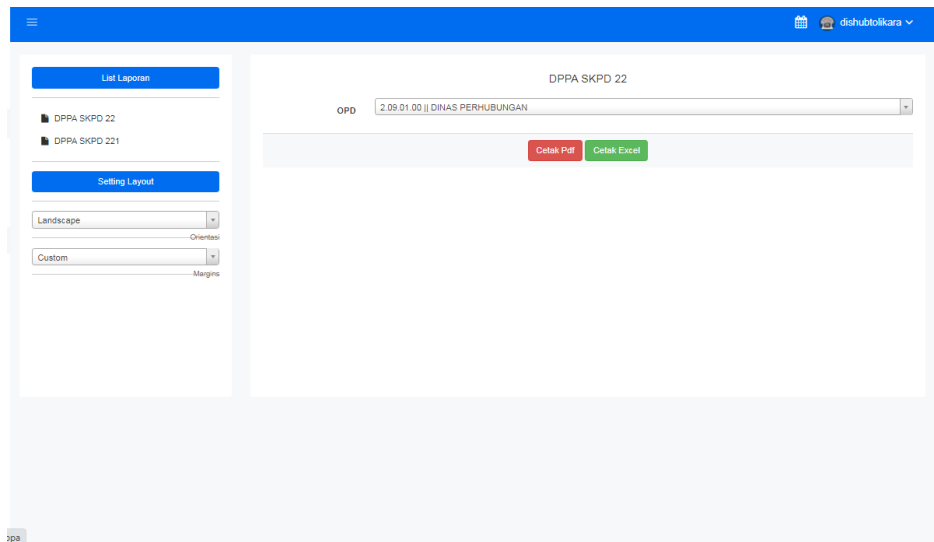 dishubtolikara
List Laporan
DPPA SKPD 22
DPPA SKPD 221
Setting Layout
Landscape
Orientasi
Custom
Margins
DPPA SKPD 22
OPD
2.09.01.00 || DINAS PERHUBUNGAN
Cetak Pdf
Cetak Excel
ppa